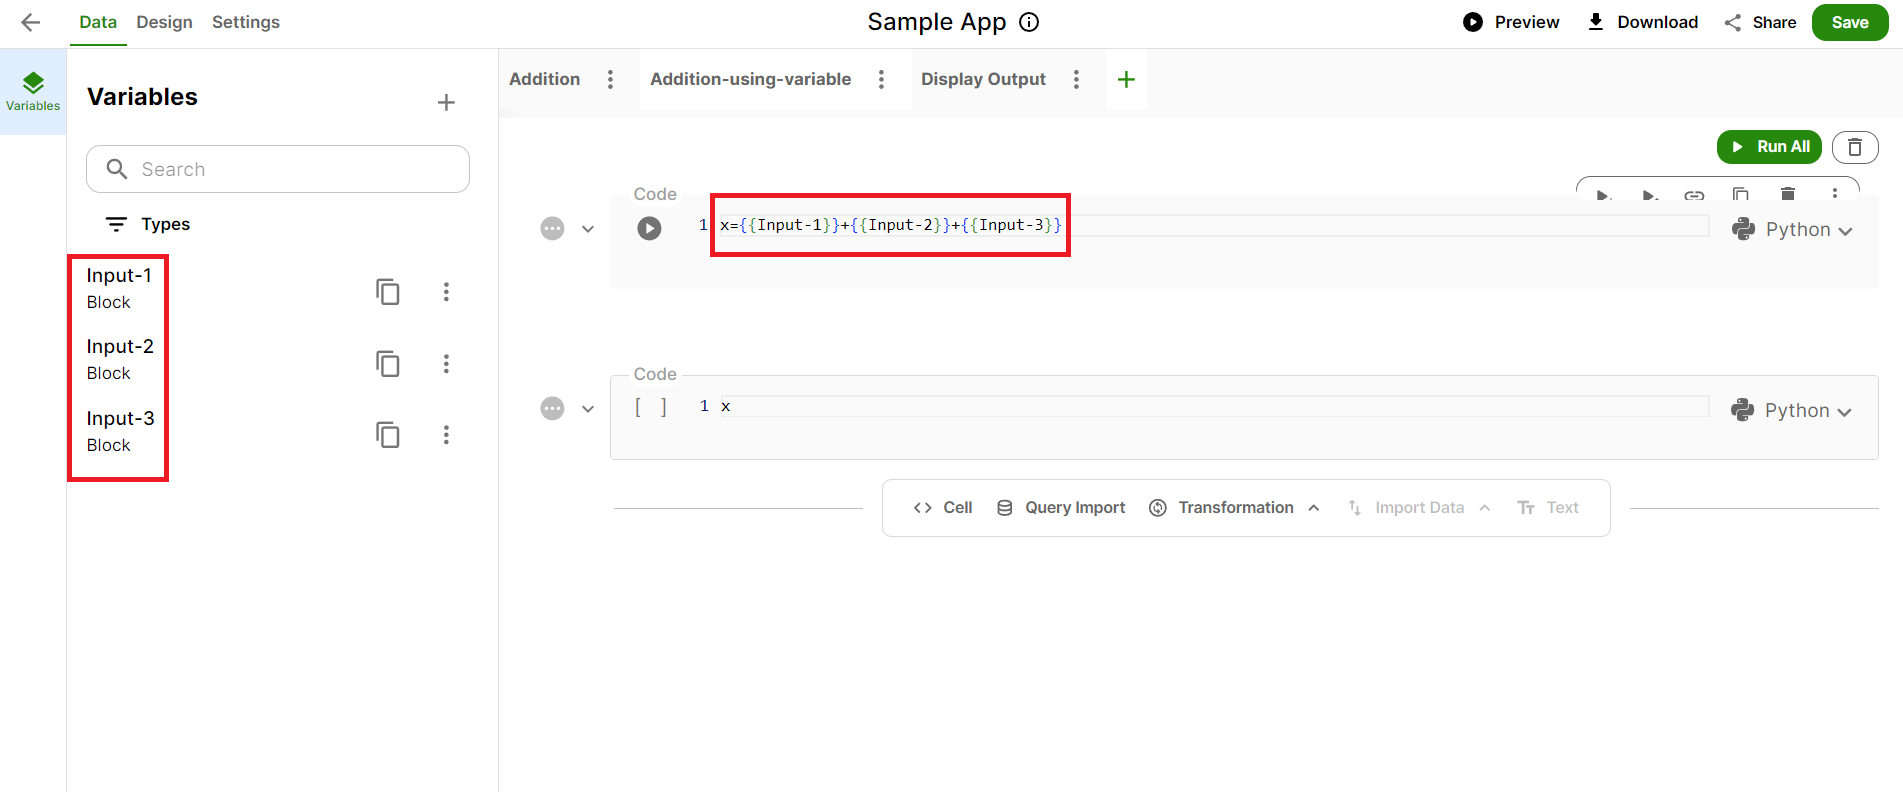 Data Design Settings
Sample App
Preview Download Share Save
Variables
Variables
Search
Types
Input-1
Block
Input-2
Block
Input-3
Block
Addition Addition-using-variable Display Output
Run All
Code
1 x={{Input-1}}+{{Input-2}}+{{Input-3}}
Python
Code
[ ] 1 x
Python
Cell Query Import Transformation Import Data Text